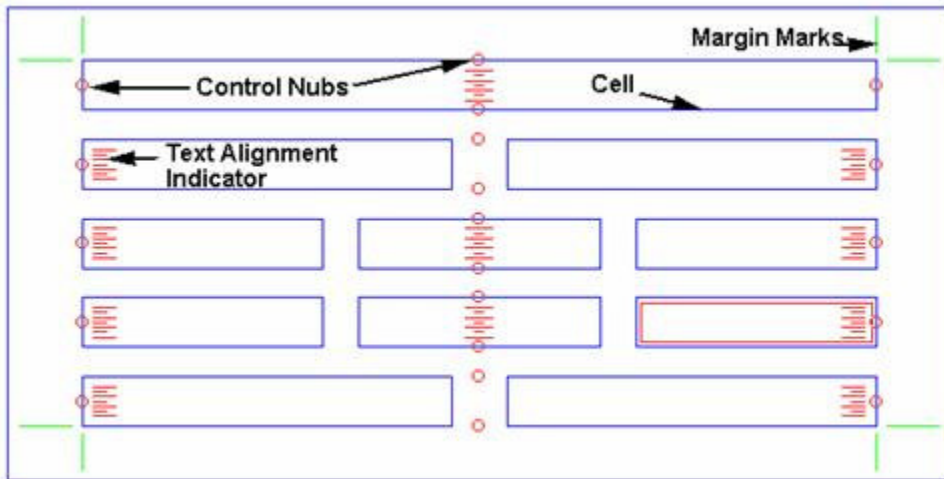 Margin Marks
Control Nubs
Cell
Text Alignment
Indicator